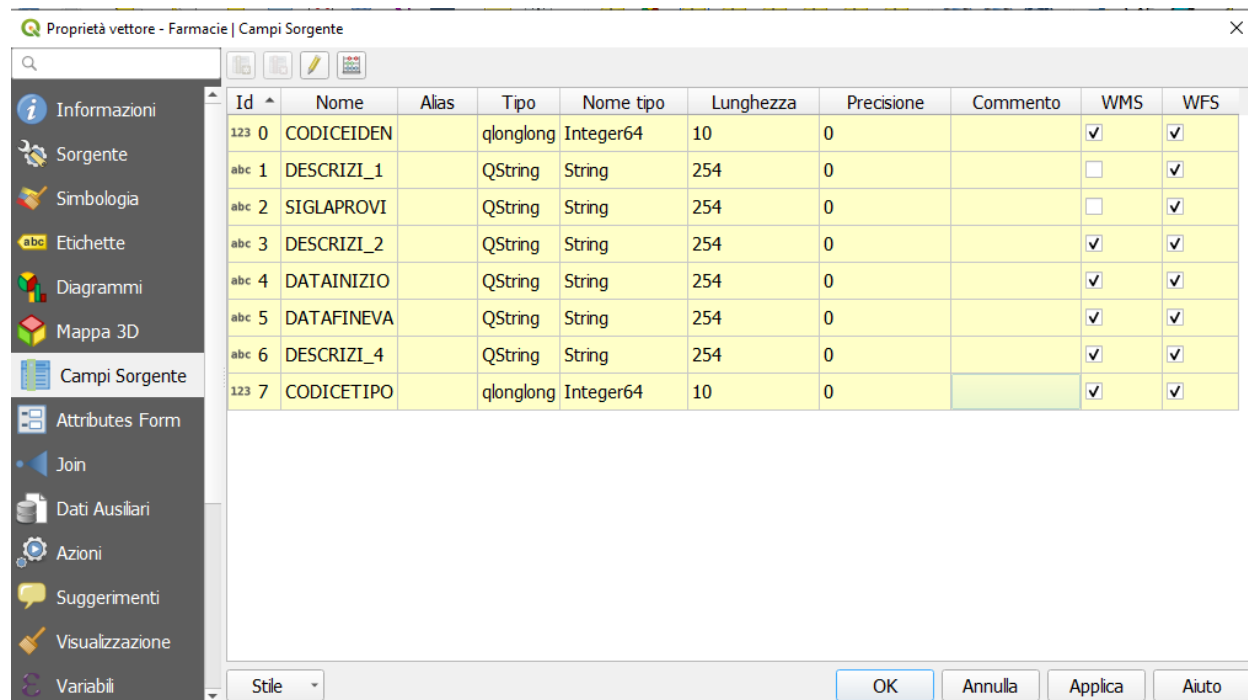 Proprietà vettore - Farmacie | Campi Sorgente
Informazioni
Sorgente
Simbologia
abc Etichette
Diagrammi
Mappa 3D
Campi Sorgente
Attributes Form
Join
Dati Ausiliari
Azioni
Suggerimenti
Visualizzazione
ε Variabili
Id Nome Alias Tipo Nome tipo Lunghezza Precisione Commento WMS WFS
123 0 CODICEIDEN qlonglong Integer64 10 0
abc 1 DESCRIZI_1 QString String 254 0
abc 2 SIGLAPROVI QString String 254 0
abc 3 DESCRIZI_2 QString String 254 0
abc 4 DATAINIZIO QString String 254 0
abc 5 DATAFINEVA QString String 254 0
abc 6 DESCRIZI_4 QString String 254 0
123 7 CODICETIPO qlonglong Integer64 10 0
Stile OK Annulla Applica Aiuto